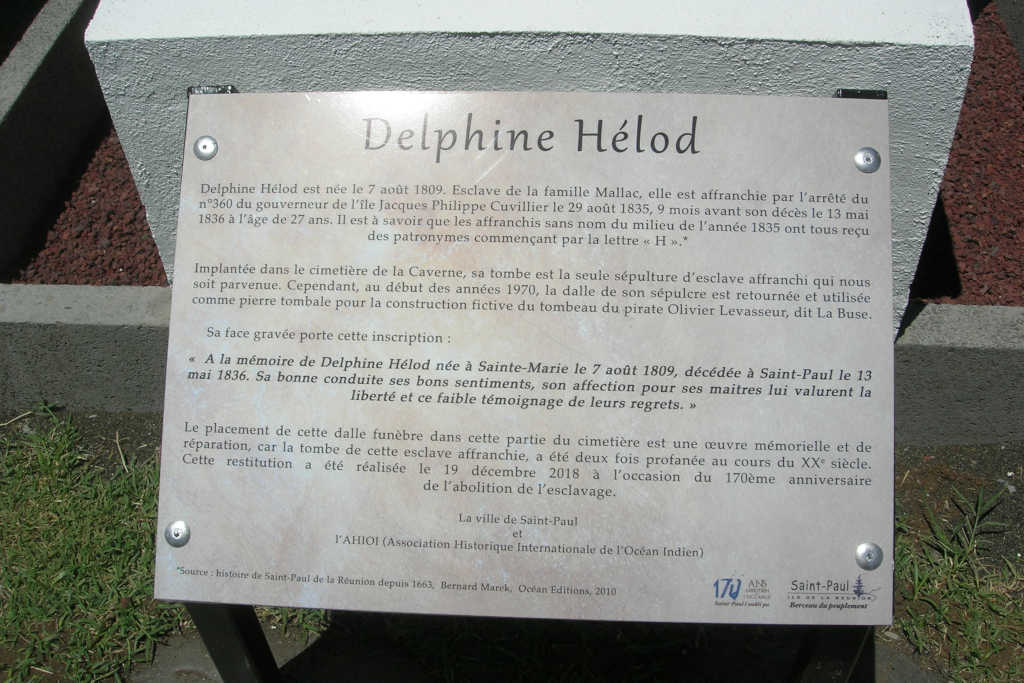 Delphine Hélod
Delphine Hélod est née le 7 août 1809. Esclave de la famille Mallac, elle est affranchie par l'arrêté du
n°360 du gouverneur de l'île Jacques Philippe Cuvillier le 29 août 1835, 9 mois avant son décès le 13 mai
1836 à l'âge de 27 ans. Il est à savoir que les affranchis sans nom du milieu de l'année 1835 ont tous reçu
des patronymes commençant par la lettre « H ».*
Implantée dans le cimetière de la Caverne, sa tombe est la seule sépulture d'esclave affranchi qui nous
soit parvenue. Cependant, au début des années 1970, la dalle de son sépulcre est retournée et utilisée
comme pierre tombale pour la construction fictive du tombeau du pirate Olivier Levasseur, dit La Buse.
Sa face gravée porte cette inscription :
« A la mémoire de Delphine Hélod née à Sainte-Marie le 7 août 1809, décédée à Saint-Paul le 13
mai 1836. Sa bonne conduite ses bons sentiments, son affection pour ses maitres lui valurent la
liberté et ce faible témoignage de leurs regrets. »
Le placement de cette dalle funèbre dans cette partie du cimetière est une œuvre mémorielle et de
réparation, car la tombe de cette esclave affranchie, a été deux fois profanée au cours du XXe siècle.
Cette restitution a été réalisée le 19 décembre 2018 à l'occasion du 170ème anniversaire
de l'abolition de l'esclavage.
La ville de Saint-Paul
et
l'AHIOI (Association Historique Internationale de l'Océan Indien)
*Source : histoire de Saint-Paul de la Réunion depuis 1663, Bernard Marek, Océan Editions, 2010
170 ANS
Saint-Paul
ILE DE LA REUNION
Berceau du peuplement